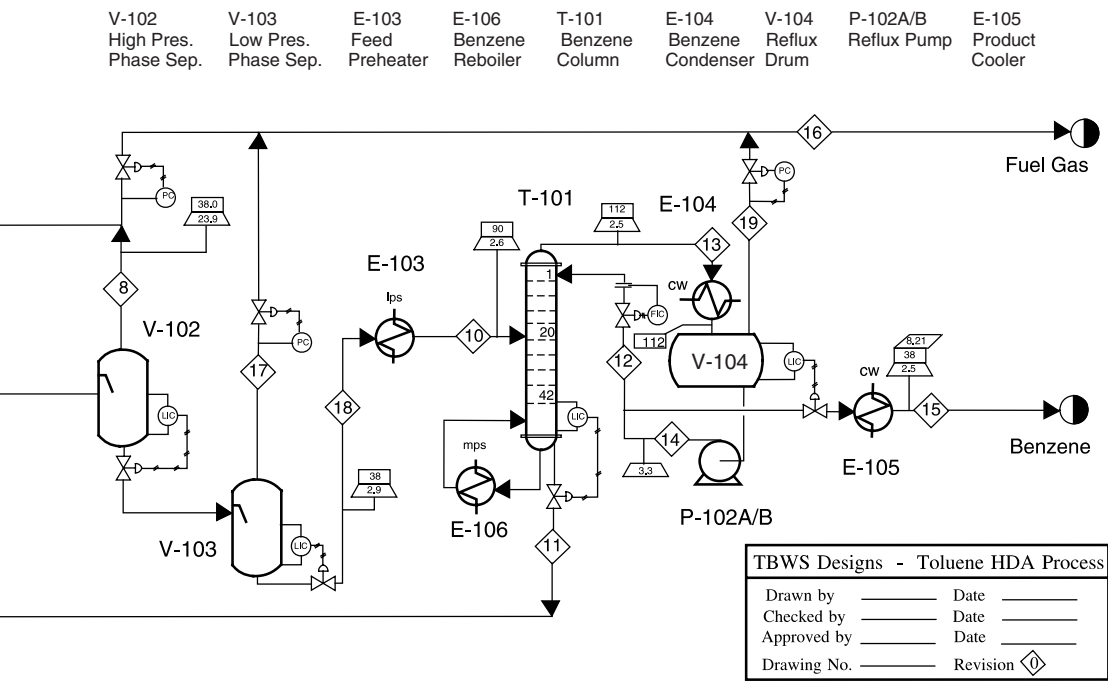 V-102 V-103 E-103 E-106 T-101 E-104 V-104 P-102A/B E-105
High Pres. Low Pres. Feed Benzene Benzene Benzene Reflux Reflux Pump Product
Phase Sep. Phase Sep. Preheater Reboiler Column Condenser Drum Cooler
16
Fuel Gas
PC
PC
38.0
23.9
T-101
112
2.5
E-104
19
90
2.6
13
E-103
1
8
lps
cw
FIC
V-102
10
20
112
V-104
8.21
PC
12
LIC
38
2.5
17
cw
18
42
15
LIC
LIC
14
Benzene
mps
3.3
E-105
38
2.9
E-106
P-102A/B
V-103
LIC
11
TBWS Designs - Toluene HDA Process
Drawn by Date
Checked by Date
Approved by Date
Drawing No. Revision 0